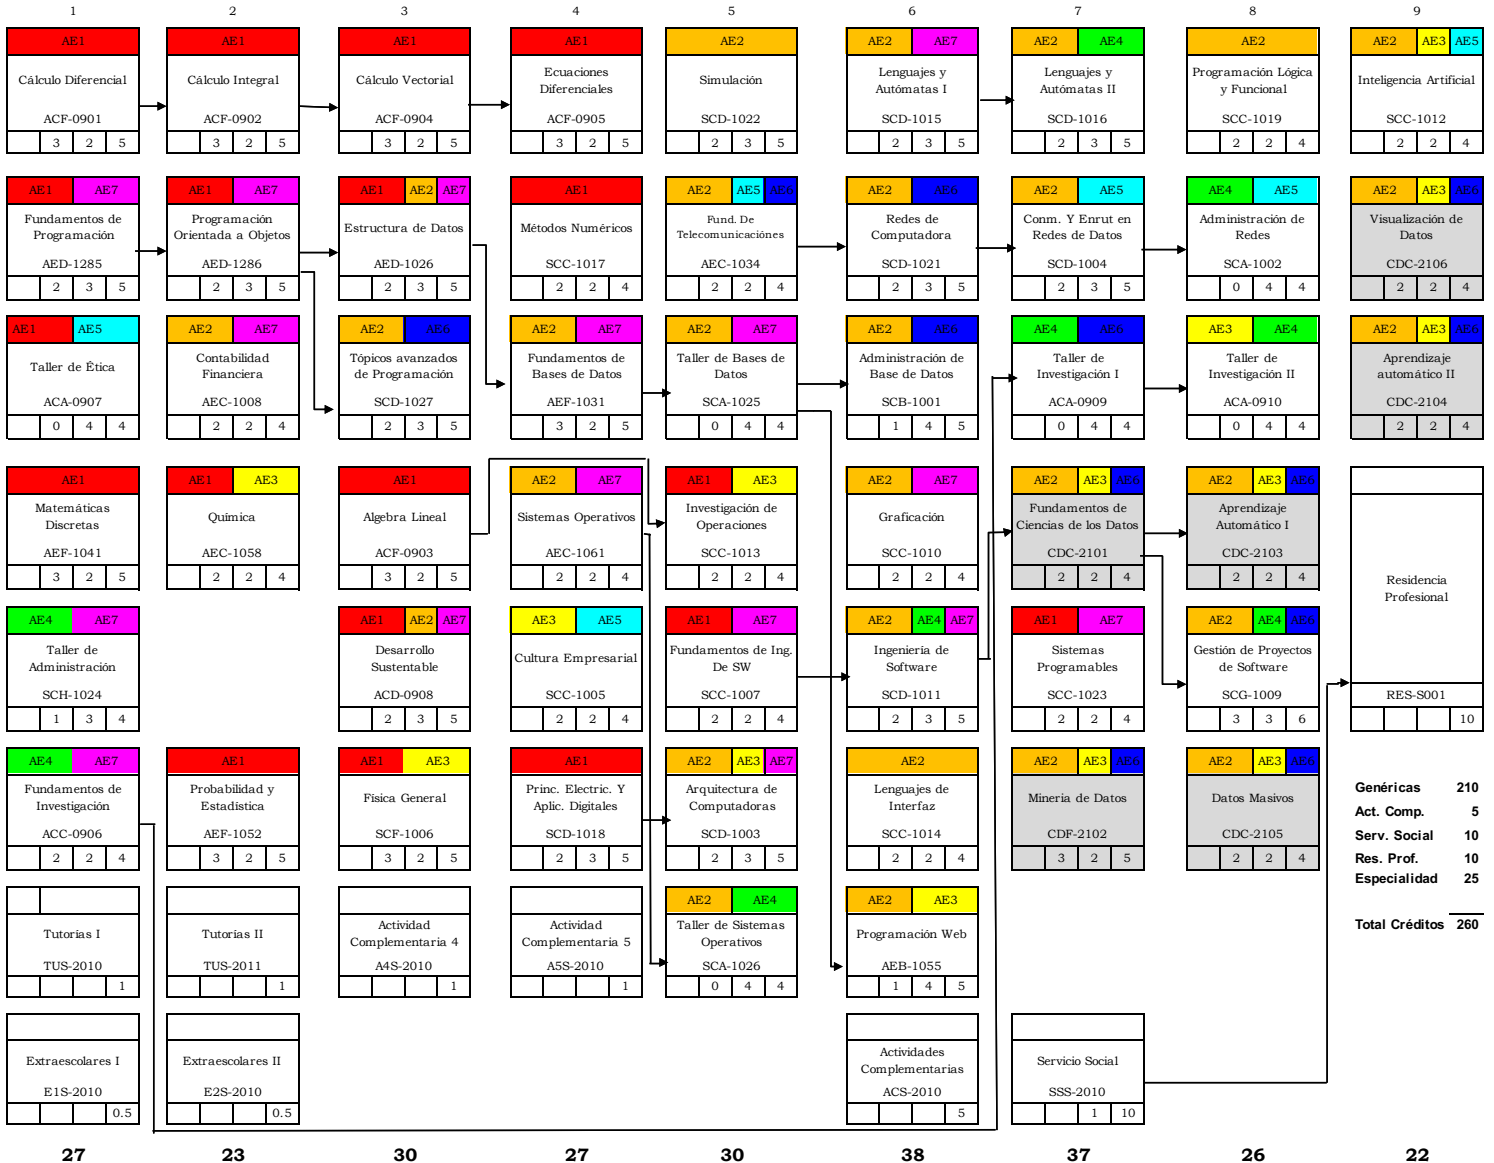 1 2 3 4 5 6 7 8 9
AE1
Cálculo Diferencial
ACF-0901
3 2 5
AE1
Cálculo Integral
ACF-0902
3 2 5
AE1
Cálculo Vectorial
ACF-0904
3 2 5
AE1
Ecuaciones
Diferenciales
ACF-0905
3 2 5
AE2
Simulación
SCD-1022
2 3 5
AE2 AE7
Lenguajes y
Autómatas I
SCD-1015
2 3 5
AE2 AE4
Lenguajes y
Autómatas II
SCD-1016
2 3 5
AE2
Programación Lógica
y Funcional
SCC-1019
2 2 4
AE2 AE3 AE5
Inteligencia Artificial
SCC-1012
2 2 4
AE1 AE7
Fundamentos de
Programación
AED-1285
2 3 5
AE1 AE7
Programación
Orientada a Objetos
AED-1286
2 3 5
AE1 AE2 AE7
Estructura de Datos
AED-1026
2 3 5
AE1
Métodos Numéricos
SCC-1017
2 2 4
AE2 AE5 AE6
Fund. De
Telecomunicaciónes
AEC-1034
2 2 4
AE2 AE6
Redes de
Computadora
SCD-1021
2 3 5
AE2 AE5
Conm. Y Enrut en
Redes de Datos
SCD-1004
2 3 5
AE4 AE5
Administración de
Redes
SCA-1002
0 4 4
AE2 AE3 AE6
Visualización de
Datos
CDC-2106
2 2 4
AE1 AE5
Taller de Ética
ACA-0907
0 4 4
AE2 AE7
Contabilidad
Financiera
AEC-1008
2 2 4
AE2 AE6
Tópicos avanzados
de Programación
SCD-1027
2 3 5
AE2 AE7
Fundamentos de
Bases de Datos
AEF-1031
3 2 5
AE2 AE7
Taller de Bases de
Datos
SCA-1025
0 4 4
AE2 AE6
Administración de
Base de Datos
SCB-1001
1 4 5
AE4 AE6
Taller de
Investigación I
ACA-0909
0 4 4
AE3 AE4
Taller de
Investigación II
ACA-0910
0 4 4
AE2 AE3 AE6
Aprendizaje
automático II
CDC-2104
2 2 4
AE1
Matemáticas
Discretas
AEF-1041
3 2 5
AE1 AE3
Química
AEC-1058
2 2 4
AE1
Algebra Lineal
ACF-0903
3 2 5
AE2 AE7
Sistemas Operativos
AEC-1061
2 2 4
AE1 AE3
Investigación de
Operaciones
SCC-1013
2 2 4
AE2 AE7
Graficación
SCC-1010
2 2 4
AE2 AE3 AE6
Fundamentos de
Ciencias de los Datos
CDC-2101
2 2 4
AE2 AE3 AE6
Aprendizaje
Automático I
CDC-2103
2 2 4
Residencia
Profesional
RES-S001
10
AE4 AE7
Taller de
Administración
SCH-1024
1 3 4
AE1 AE2 AE7
Desarrollo
Sustentable
ACD-0908
2 3 5
AE3 AE5
Cultura Empresarial
SCC-1005
2 2 4
AE1 AE7
Fundamentos de Ing.
De SW
SCC-1007
2 2 4
AE2 AE4 AE7
Ingenieria de
Software
SCD-1011
2 3 5
AE1 AE7
Sistemas
Programables
SCC-1023
2 2 4
AE2 AE4 AE6
Gestión de Proyectos
de Software
SCG-1009
3 3 6
AE4 AE7
Fundamentos de
Investigación
ACC-0906
2 2 4
AE1
Probabilidad y
Estadística
AEF-1052
3 2 5
AE1 AE3
Física General
SCF-1006
3 2 5
AE1
Princ. Electric. Y
Aplic. Digitales
SCD-1018
2 3 5
AE2 AE3 AE7
Arquitectura de
Computadoras
SCD-1003
2 3 5
AE2
Lenguajes de
Interfaz
SCC-1014
2 2 4
AE2 AE3 AE6
Mineria de Datos
CDF-2102
3 2 5
AE2 AE3 AE6
Datos Masivos
CDC-2105
2 2 4
Genéricas 210
Act. Comp. 5
Serv. Social 10
Res. Prof. 10
Especialidad 25
Total Créditos 260
Tutorias I
TUS-2010
1
Tutorias II
TUS-2011
1
Actividad
Complementaria 4
A4S-2010
1
Actividad
Complementaria 5
A5S-2010
1
AE2 AE4
Taller de Sistemas
Operativos
SCA-1026
0 4 4
AE2 AE3
Programación Web
AEB-1055
1 4 5
Extraescolares I
E1S-2010
0.5
Extraescolares II
E2S-2010
0.5
Actividades
Complementarias
ACS-2010
5
Servicio Social
SSS-2010
1 10
27 23 30 27 30 38 37 26 22